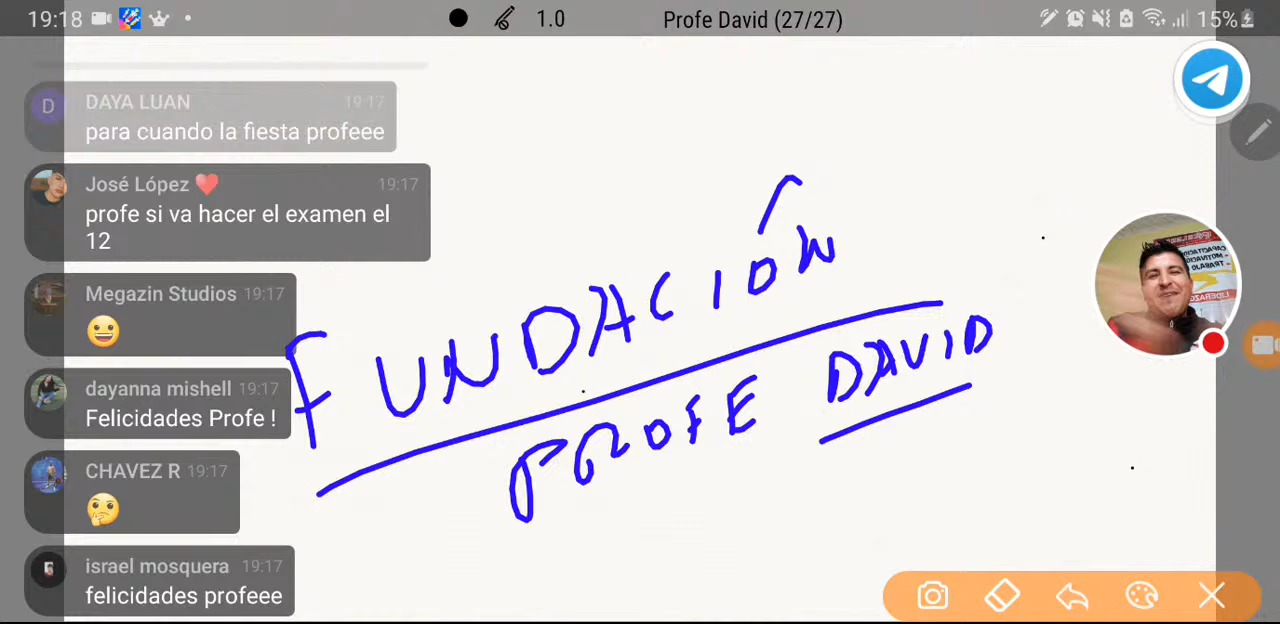 19:18
1.0
Profe David (27/27)
15%
DAYA LUAN 19:17
para cuando la fiesta profeee
José López ❤️ 19:17
profe si va hacer el examen el
12
Megazin Studios 19:17
😀
dayanna mishell 19:17
Felicidades Profe !
CHAVEZ R 19:17
🤔
israel mosquera 19:17
felicidades profeee
D
FUNDACIÓN
PROFE DAVID